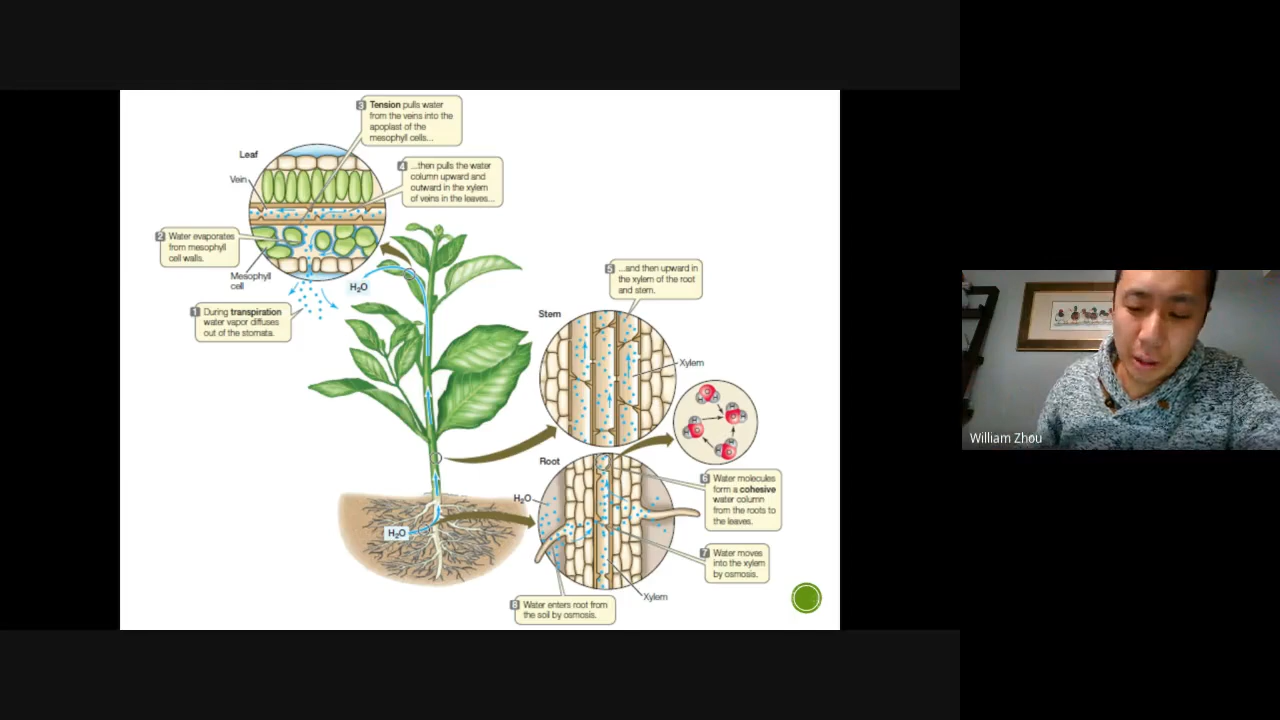 3 Tension pulls water
from the veins into the
apoplast of the
mesophyll cells...
Leaf
4 ...then pulls the water
column upward and
outward in the xylem
of veins in the leaves...
Vein
2 Water evaporates
from mesophyll
cell walls.
Mesophyll
cell
H₂O
1 During transpiration
water vapor diffuses
out of the stomata.
5 ...and then upward in
the xylem of the root
and stem.
Stem
Xylem
Root
H₂O
6 Water molecules
form a cohesive
water column
from the roots to
the leaves.
H₂O
7 Water moves
into the xylem
by osmosis.
Xylem
8 Water enters root from
the soil by osmosis.
William Zhou